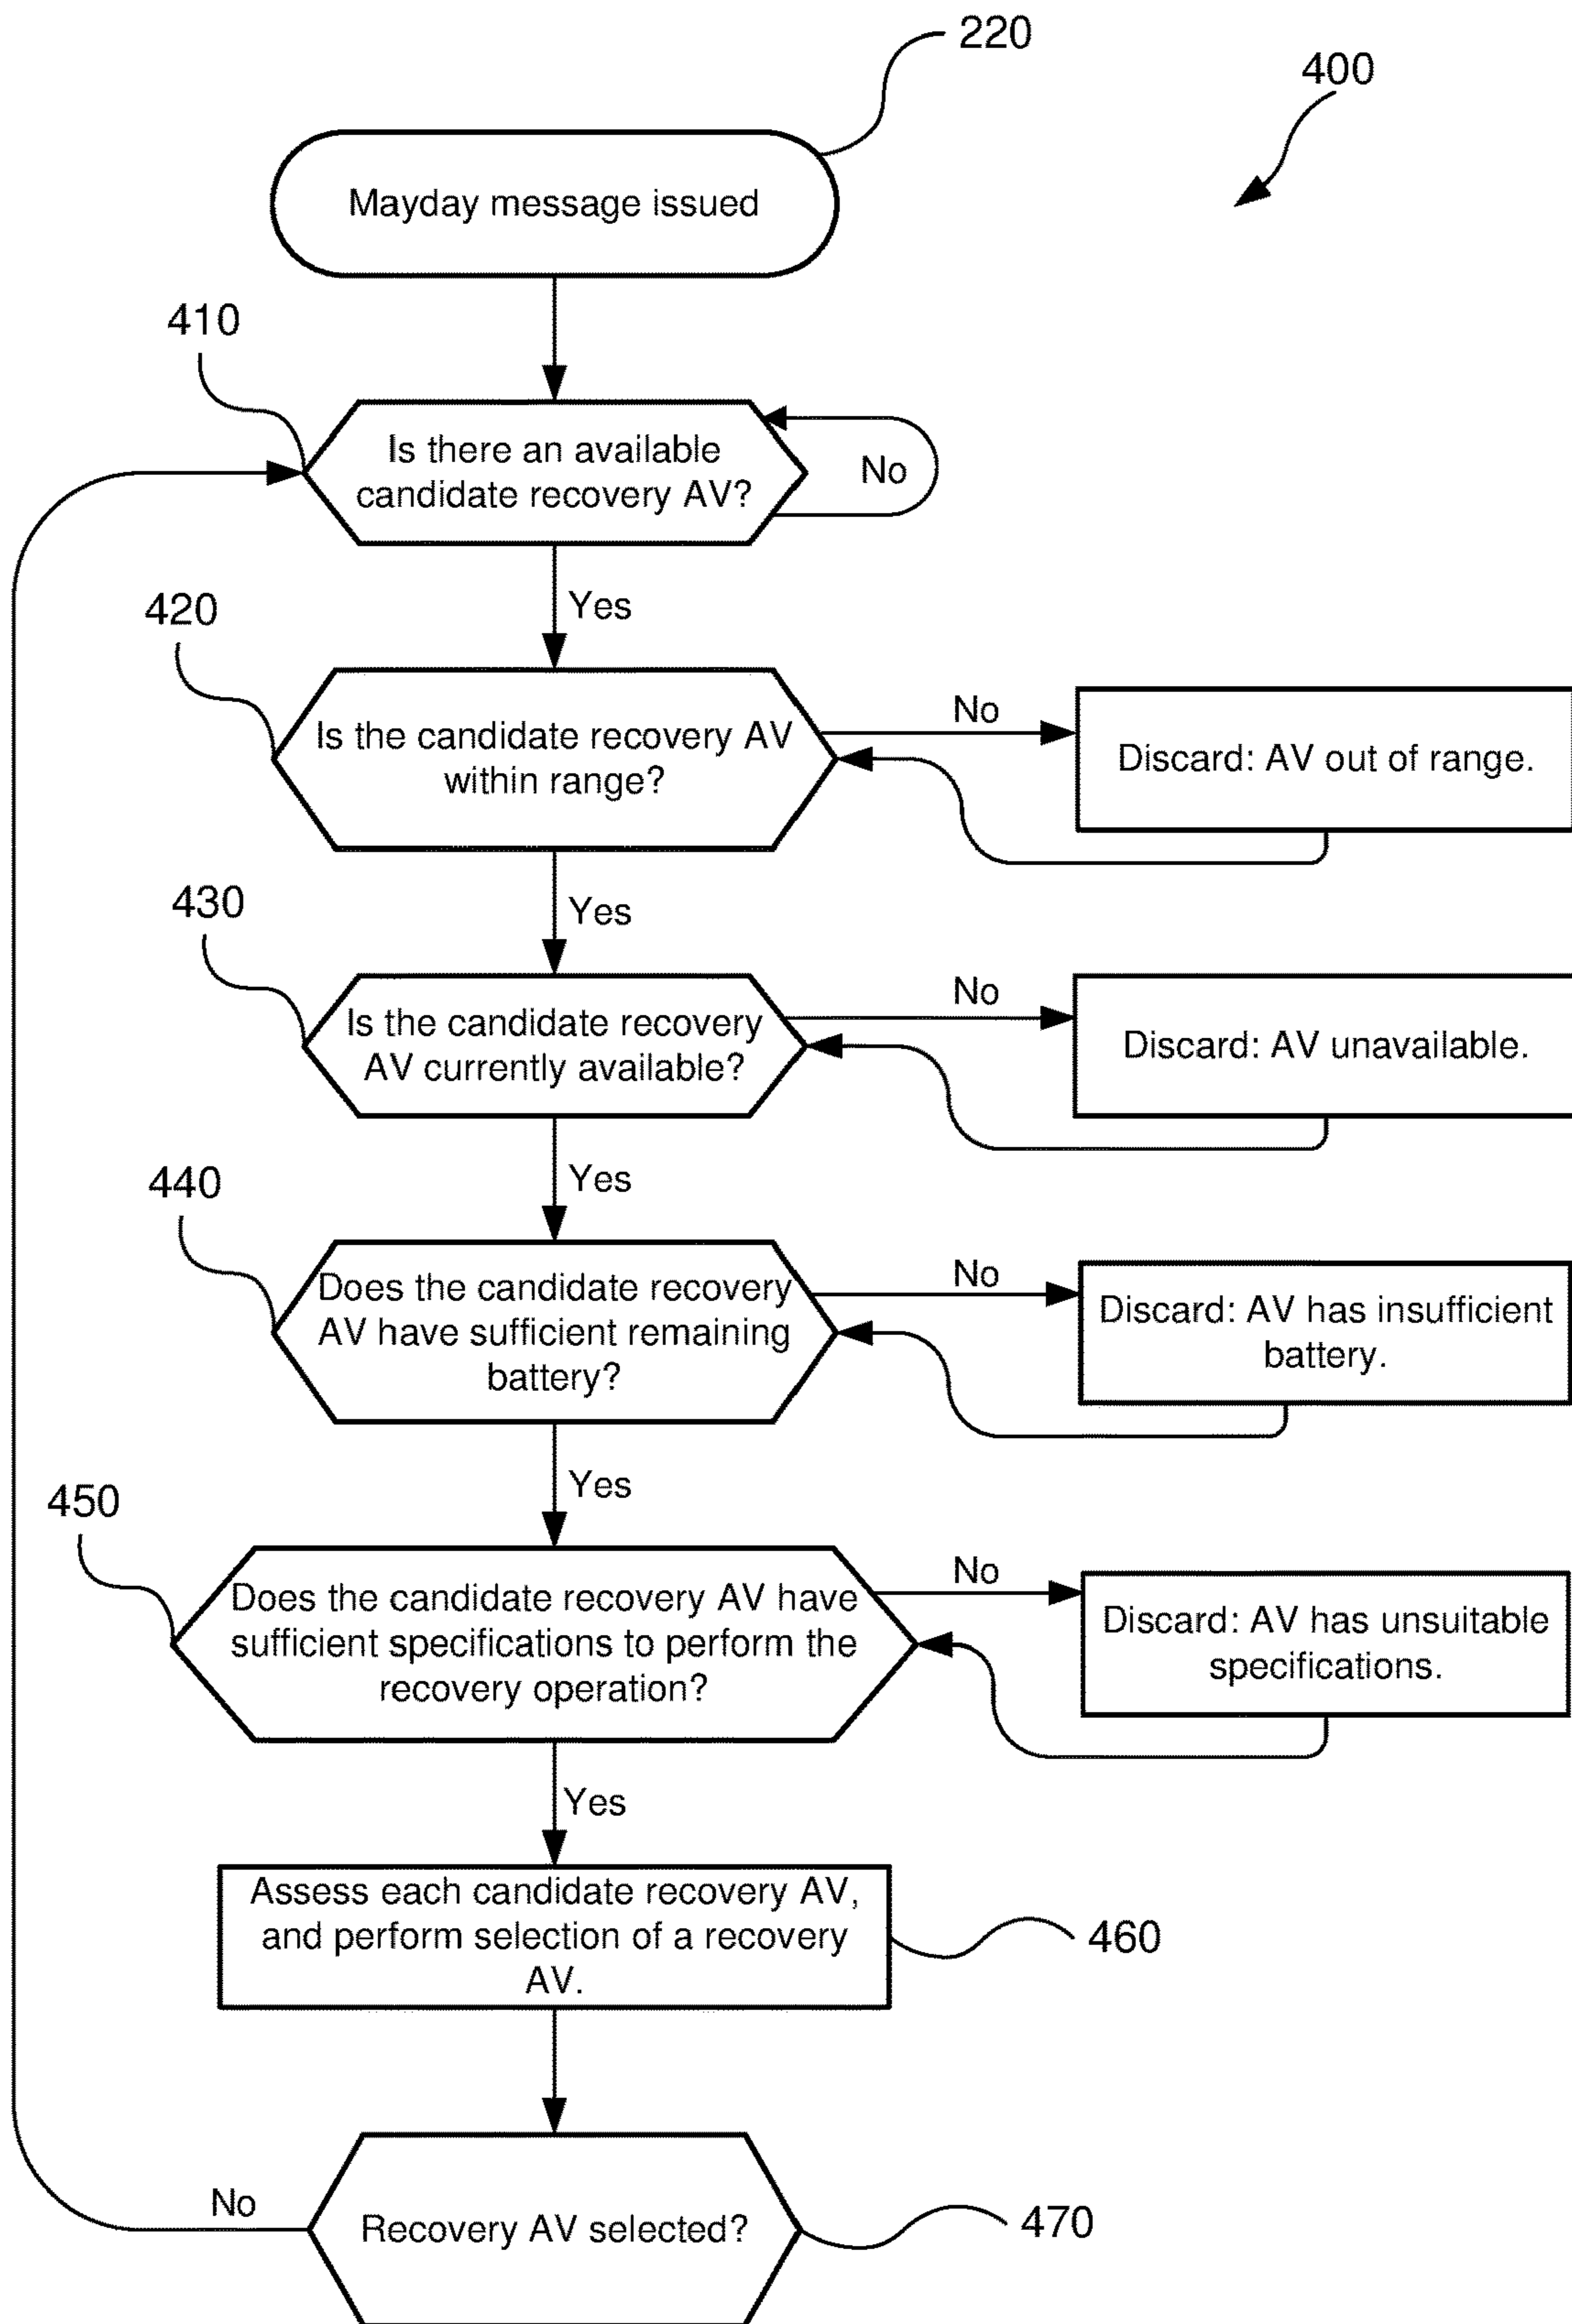 220
400
Mayday message issued
410
Is there an available
candidate recovery AV?
No
Yes
420
Is the candidate recovery AV
within range?
No
Discard: AV out of range.
Yes
430
Is the candidate recovery
AV currently available?
No
Discard: AV unavailable.
Yes
440
Does the candidate recovery
AV have sufficient remaining
battery?
No
Discard: AV has insufficient
battery.
Yes
450
Does the candidate recovery AV have
sufficient specifications to perform the
recovery operation?
No
Discard: AV has unsuitable
specifications.
Yes
Assess each candidate recovery AV,
and perform selection of a recovery
AV.
460
No
Recovery AV selected?
470